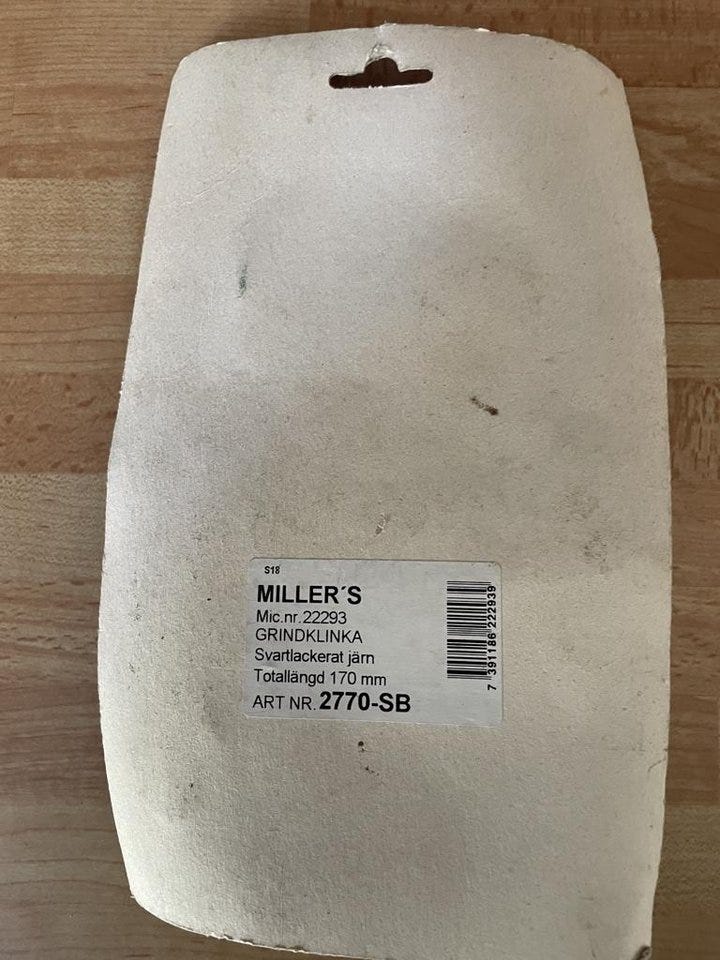 S18
MILLER´S
Mic.nr.22293
GRINDKLINKA
Svartlackerat järn
Totallängd 170 mm
ART NR. 2770-SB
7 391186 222939